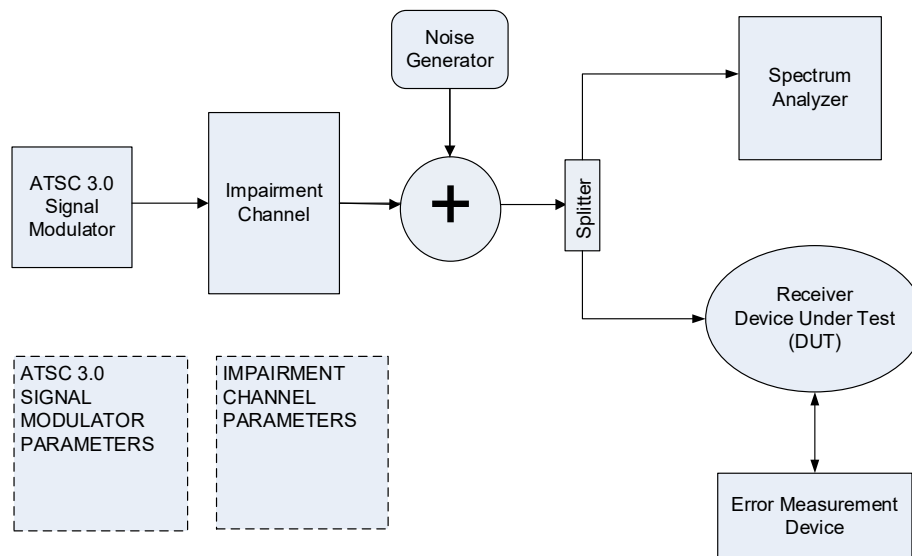 Noise
Generator
Spectrum
Analyzer
ATSC 3.0
Signal
Modulator
Impairment
Channel
+
Splitter
Receiver
Device Under Test
(DUT)
ATSC 3.0
SIGNAL
MODULATOR
PARAMETERS
IMPAIRMENT
CHANNEL
PARAMETERS
Error Measurement
Device